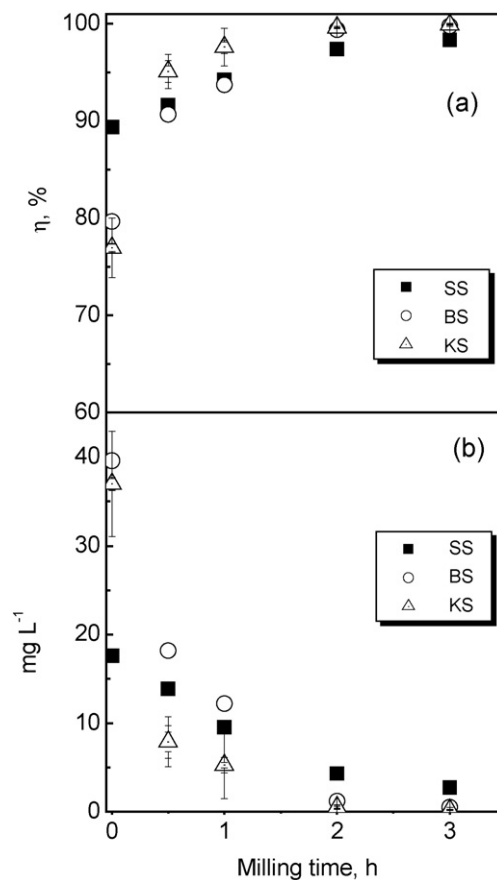 100
90
80
70
60
η, %
(a)
SS
BS
KS
40
30
20
10
0
mg L⁻¹
(b)
SS
BS
KS
0
1
2
3
Milling time, h